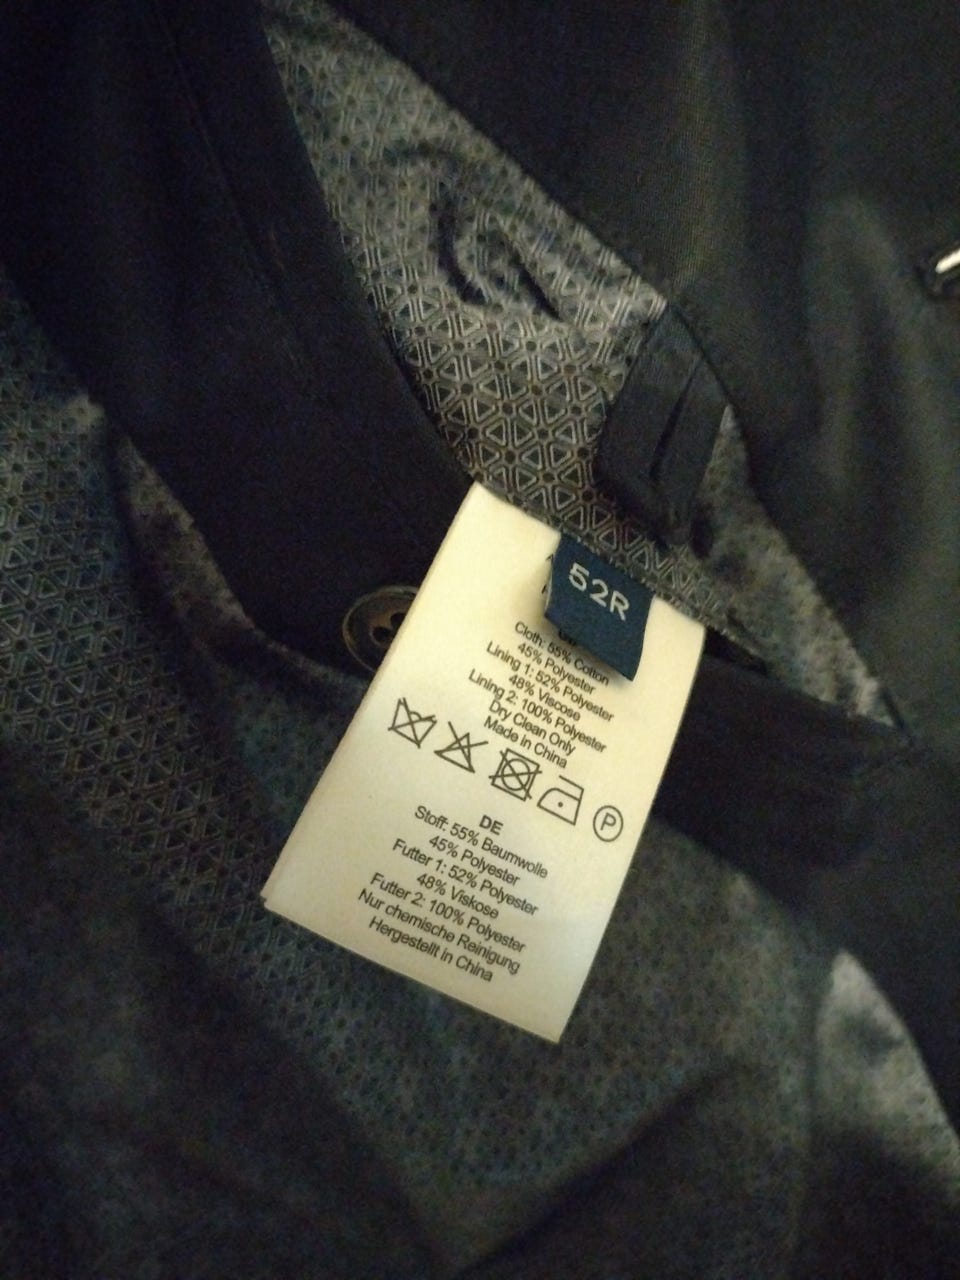 52R
Cloth: 55% Cotton
45% Polyester
Lining 1: 52% Polyester
48% Viscose
Lining 2: 100% Polyester
Dry Clean Only
Made in China
P
DE
Stoff: 55% Baumwolle
45% Polyester
Futter 1: 52% Polyester
48% Viskose
Futter 2: 100% Polyester
Nur chemische Reinigung
Hergestellt in China